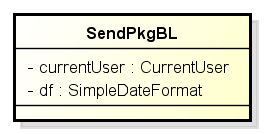 SendPkgBL
- currentUser : CurrentUser
- df : SimpleDateFormat